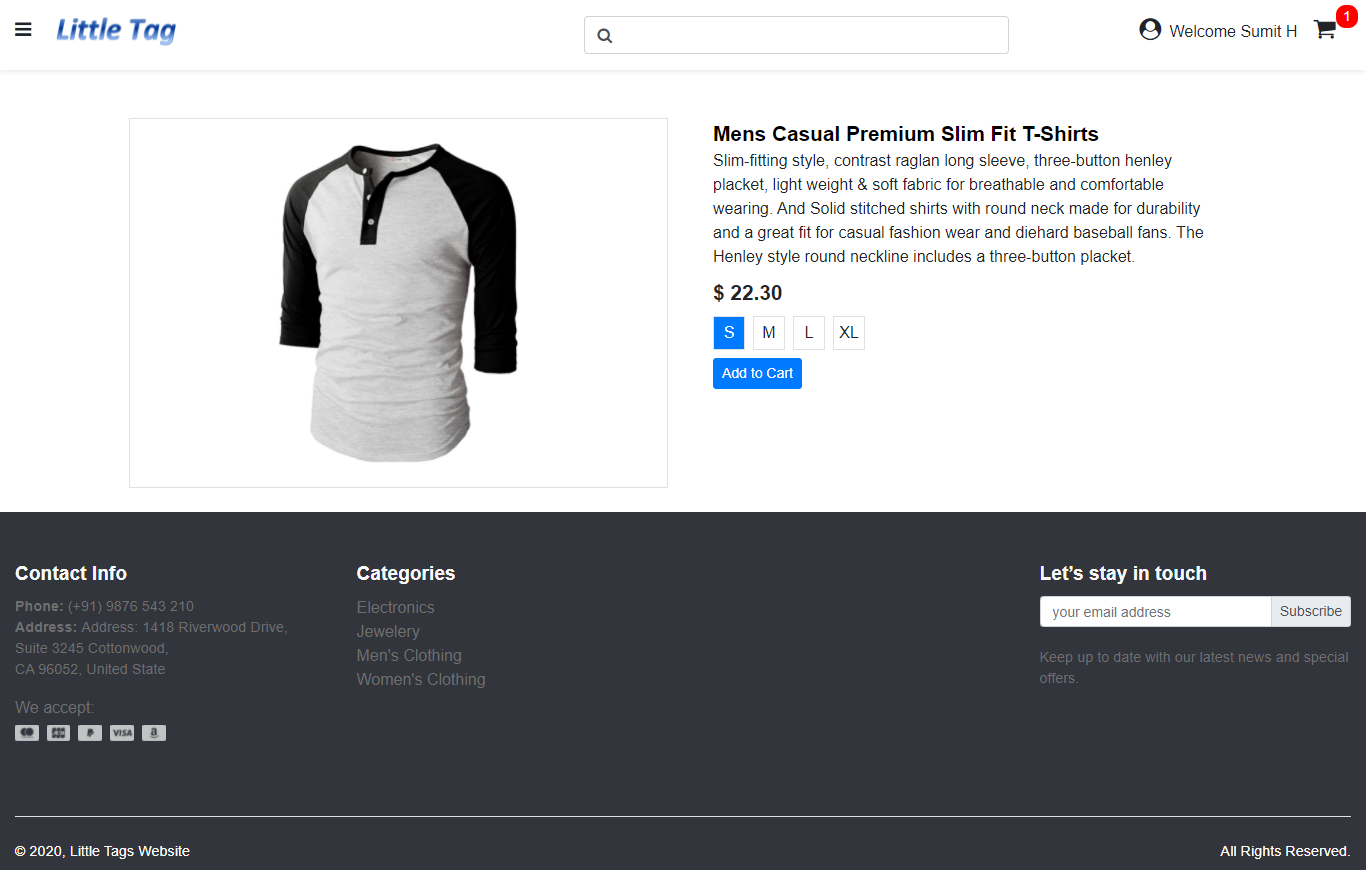 Little Tag
Welcome Sumit H
1
Mens Casual Premium Slim Fit T-Shirts
Slim-fitting style, contrast raglan long sleeve, three-button henley
placket, light weight & soft fabric for breathable and comfortable
wearing. And Solid stitched shirts with round neck made for durability
and a great fit for casual fashion wear and diehard baseball fans. The
Henley style round neckline includes a three-button placket.
$ 22.30
S M L XL
Add to Cart
Contact Info
Phone: (+91) 9876 543 210
Address: Address: 1418 Riverwood Drive,
Suite 3245 Cottonwood,
CA 96052, United State
We accept:
JCB VISA
Categories
Electronics
Jewelery
Men's Clothing
Women's Clothing
Let’s stay in touch
your email address Subscribe
Keep up to date with our latest news and special
offers.
© 2020, Little Tags Website
All Rights Reserved.